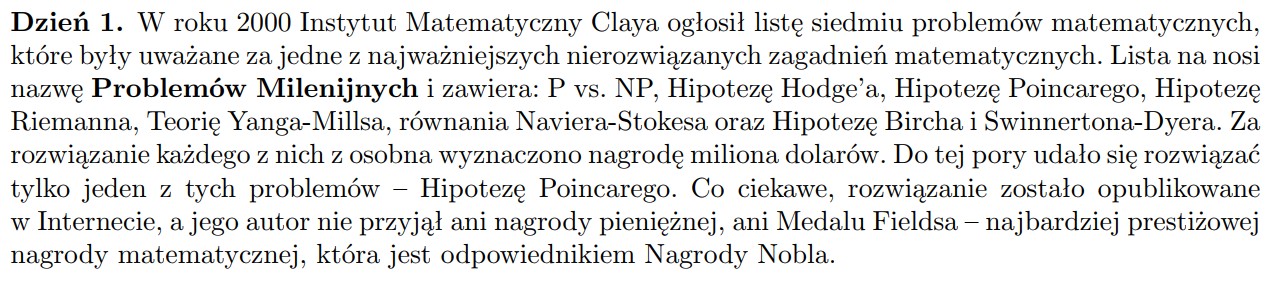 Dzień 1. W roku 2000 Instytut Matematyczny Claya ogłosił listę siedmiu problemów matematycznych,
które były uważane za jedne z najważniejszych nierozwiązanych zagadnień matematycznych. Lista na nosi
nazwę Problemów Milenijnych i zawiera: P vs. NP, Hipotezę Hodge'a, Hipotezę Poincarego, Hipotezę
Riemanna, Teorię Yanga-Millsa, równania Naviera-Stokesa oraz Hipotezę Bircha i Swinnertona-Dyera. Za
rozwiązanie każdego z nich z osobna wyznaczono nagrodę miliona dolarów. Do tej pory udało się rozwiązać
tylko jeden z tych problemów – Hipotezę Poincarego. Co ciekawe, rozwiązanie zostało opublikowane
w Internecie, a jego autor nie przyjął ani nagrody pieniężnej, ani Medalu Fieldsa – najbardziej prestiżowej
nagrody matematycznej, która jest odpowiednikiem Nagrody Nobla.